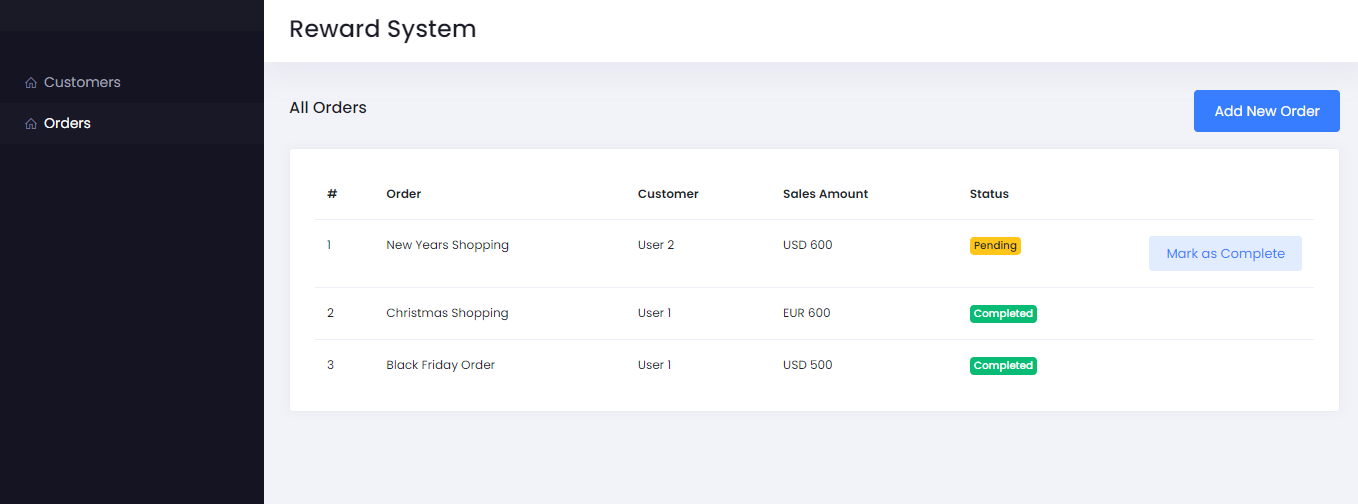 Reward System
Customers
Orders
All Orders
Add New Order
# Order Customer Sales Amount Status
1 New Years Shopping User 2 USD 600 Pending Mark as Complete
2 Christmas Shopping User 1 EUR 600 Completed
3 Black Friday Order User 1 USD 500 Completed